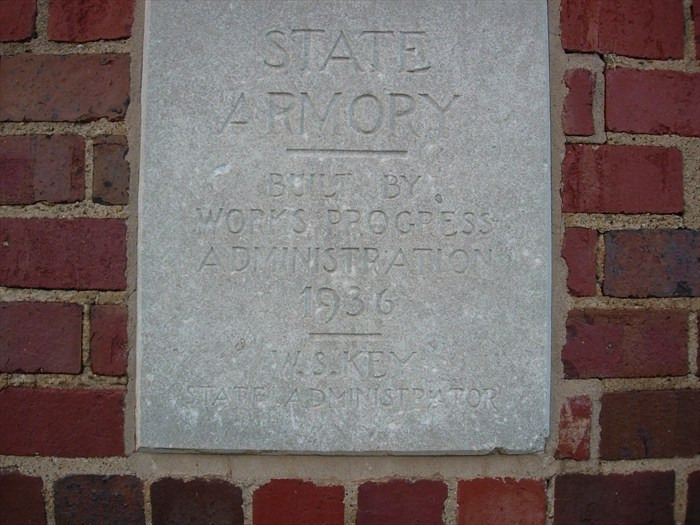 STATE
ARMORY
BUILT BY
WORKS PROGRESS
ADMINISTRATION
1936
W.S. KEY
STATE ADMINISTRATOR